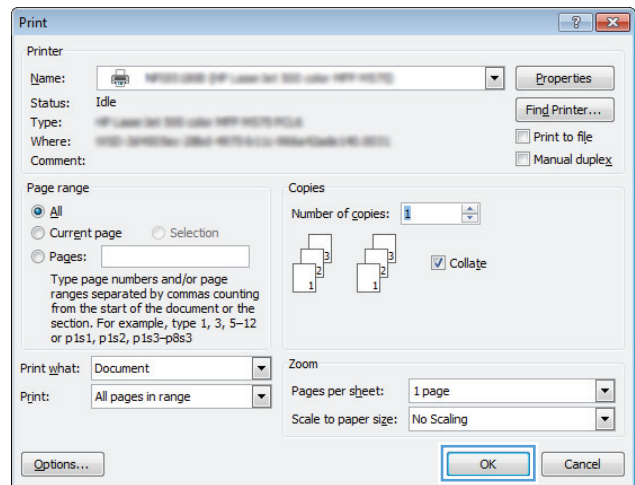 Print
Printer
Name: Properties
Status: Idle
Type: Find Printer...
Where: Print to file
Comment: Manual duplex
Page range
All
Current page Selection
Pages:
Type page numbers and/or page
ranges separated by commas counting
from the start of the document or the
section. For example, type 1, 3, 5–12
or p1s1, p1s2, p1s3–p8s3
Copies
Number of copies: 1
1 2 3 1 2 3 Collate
Print what: Document
Print: All pages in range
Zoom
Pages per sheet: 1 page
Scale to paper size: No Scaling
Options... OK Cancel